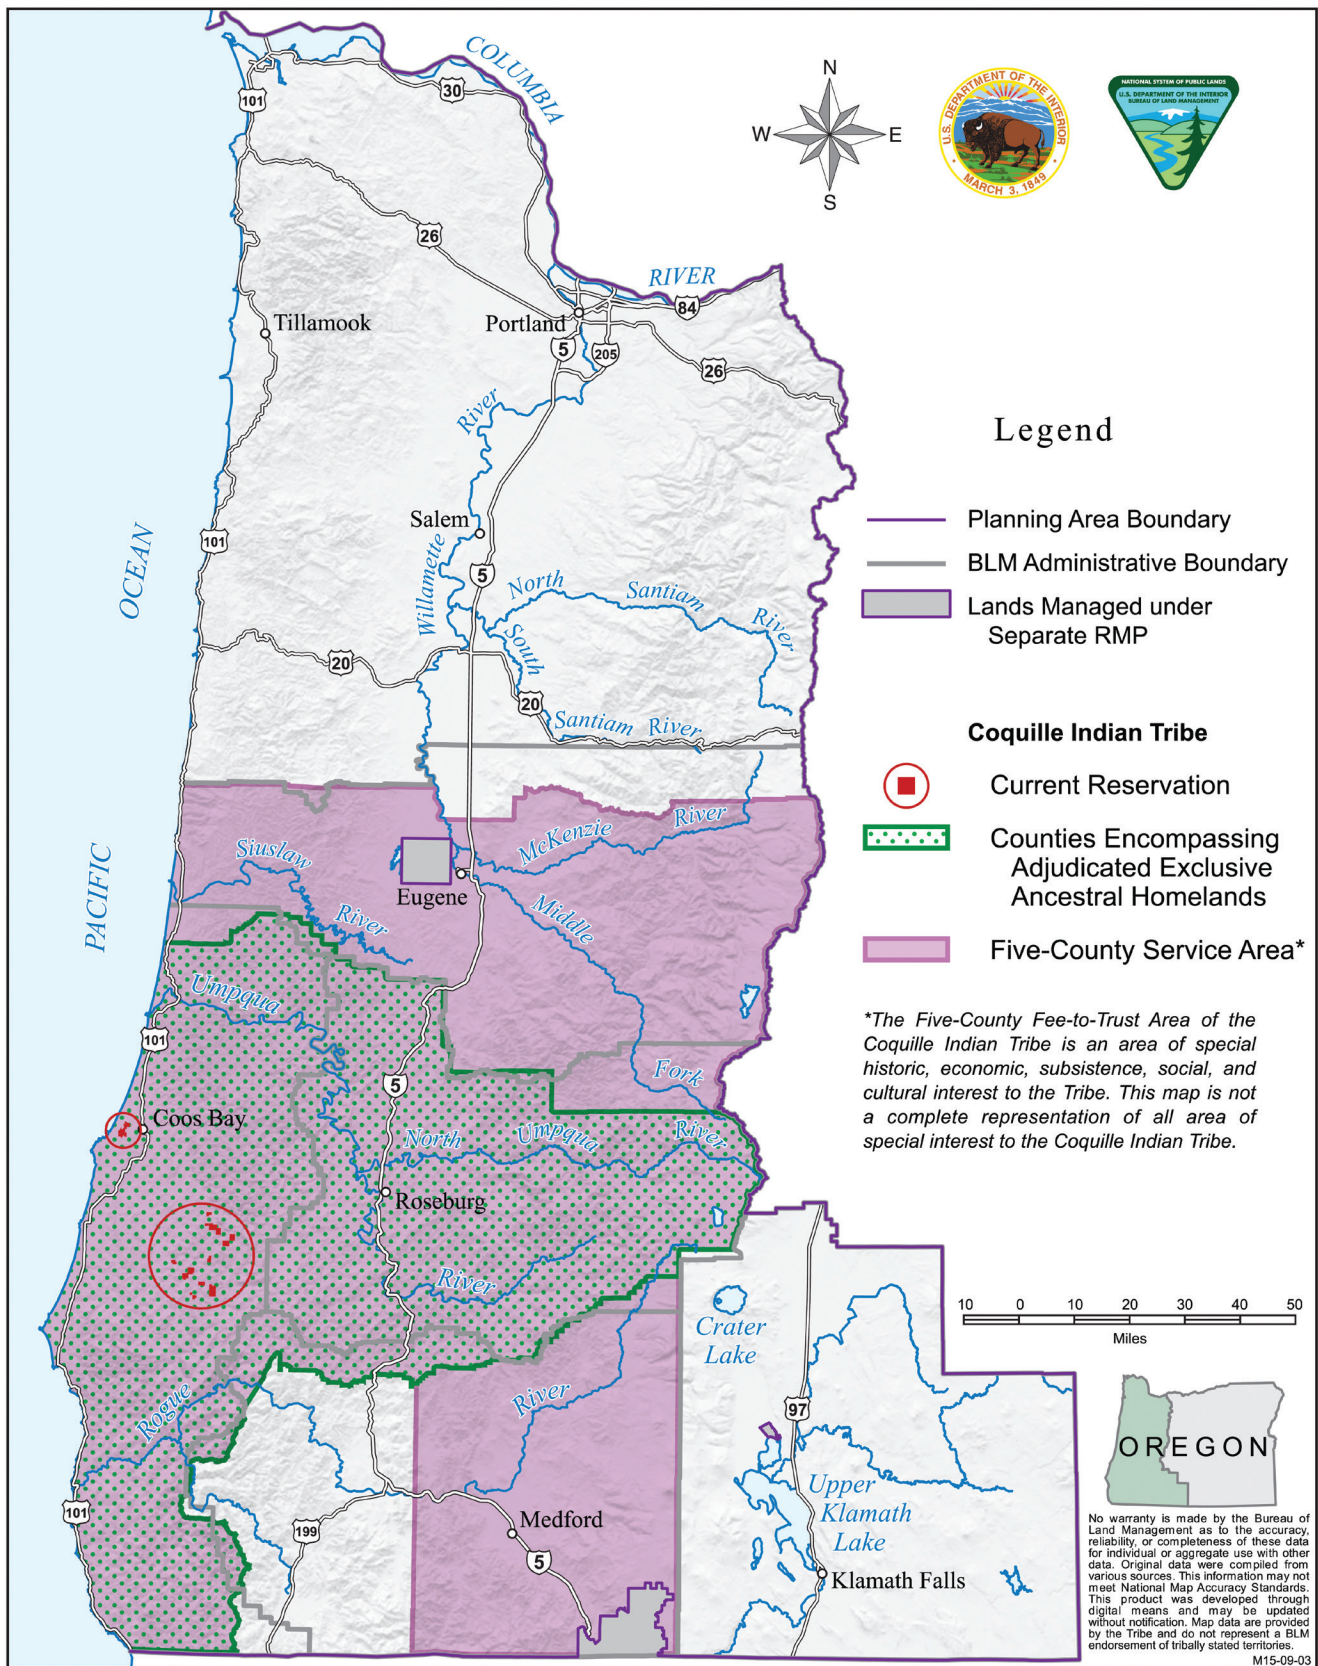 COLUMBIA
RIVER
N
W
E
S
U.S. DEPARTMENT OF THE INTERIOR
MARCH 3, 1849
NATIONAL SYSTEM OF PUBLIC LANDS
U.S. DEPARTMENT OF THE INTERIOR
BUREAU OF LAND MANAGEMENT
101
30
26
84
Tillamook
Portland
5
205
26
River
Salem
101
5
Willamette
North
Santiam
River
South
20
20
Santiam River
OCEAN
PACIFIC
Siuslaw
River
McKenzie
River
Eugene
Middle
Fork
Umpqua
101
5
Coos Bay
North
Umpqua
River
Roseburg
River
Crater
Lake
Rogue
River
97
Upper
Klamath
Lake
101
199
Medford
5
Klamath Falls
Legend
Planning Area Boundary
BLM Administrative Boundary
Lands Managed under
Separate RMP
Coquille Indian Tribe
Current Reservation
Counties Encompassing
Adjudicated Exclusive
Ancestral Homelands
Five-County Service Area*
*The Five-County Fee-to-Trust Area of the
Coquille Indian Tribe is an area of special
historic, economic, subsistence, social, and
cultural interest to the Tribe. This map is not
a complete representation of all area of
special interest to the Coquille Indian Tribe.
10 0 10 20 30 40 50
Miles
OREGON
No warranty is made by the Bureau of
Land Management as to the accuracy,
reliability, or completeness of these data
for individual or aggregate use with other
data. Original data were compiled from
various sources. This information may not
meet National Map Accuracy Standards.
This product was developed through
digital means and may be updated
without notification. Map data are provided
by the Tribe and do not represent a BLM
endorsement of tribally stated territories.
M15-09-03